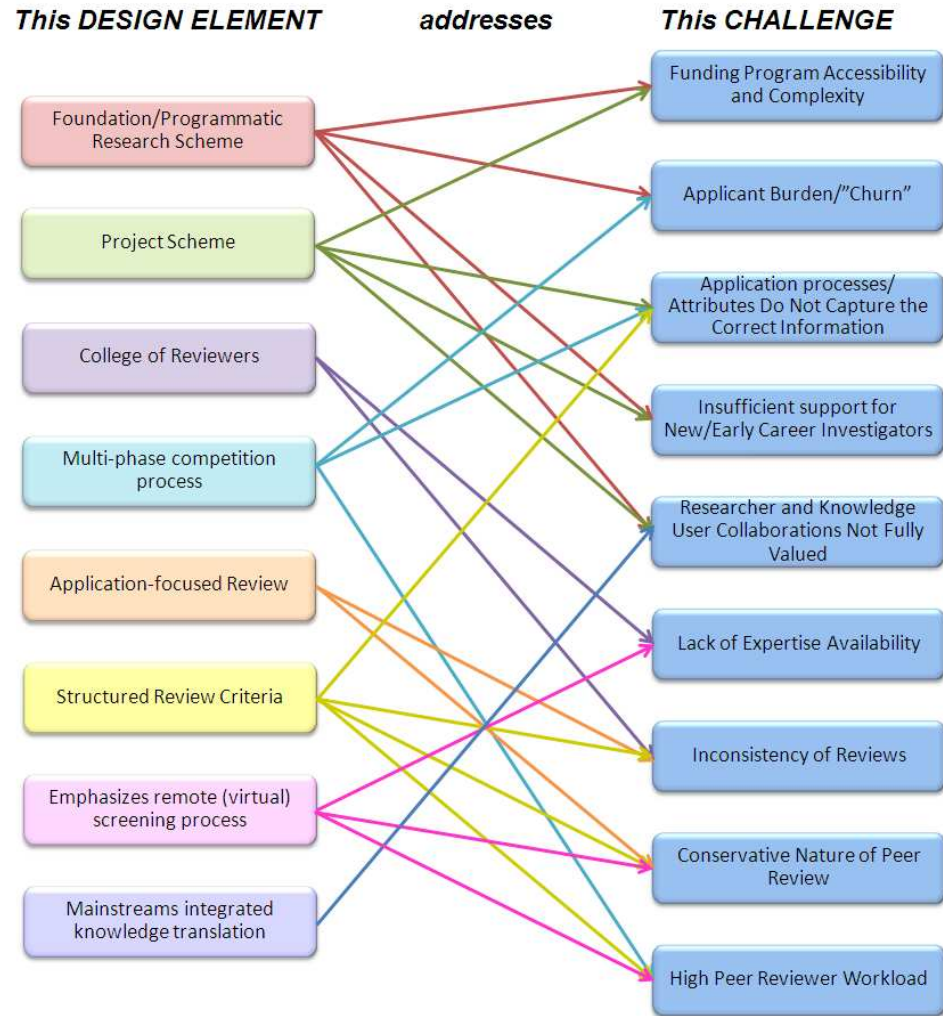 This DESIGN ELEMENT addresses This CHALLENGE
Foundation/Programmatic
Research Scheme
Project Scheme
College of Reviewers
Multi-phase competition
process
Application-focused Review
Structured Review Criteria
Emphasizes remote (virtual)
screening process
Mainstreams integrated
knowledge translation
Funding Program Accessibility
and Complexity
Applicant Burden/”Churn”
Application processes/
Attributes Do Not Capture the
Correct Information
Insufficient support for
New/Early Career Investigators
Researcher and Knowledge
User Collaborations Not Fully
Valued
Lack of Expertise Availability
Inconsistency of Reviews
Conservative Nature of Peer
Review
High Peer Reviewer Workload